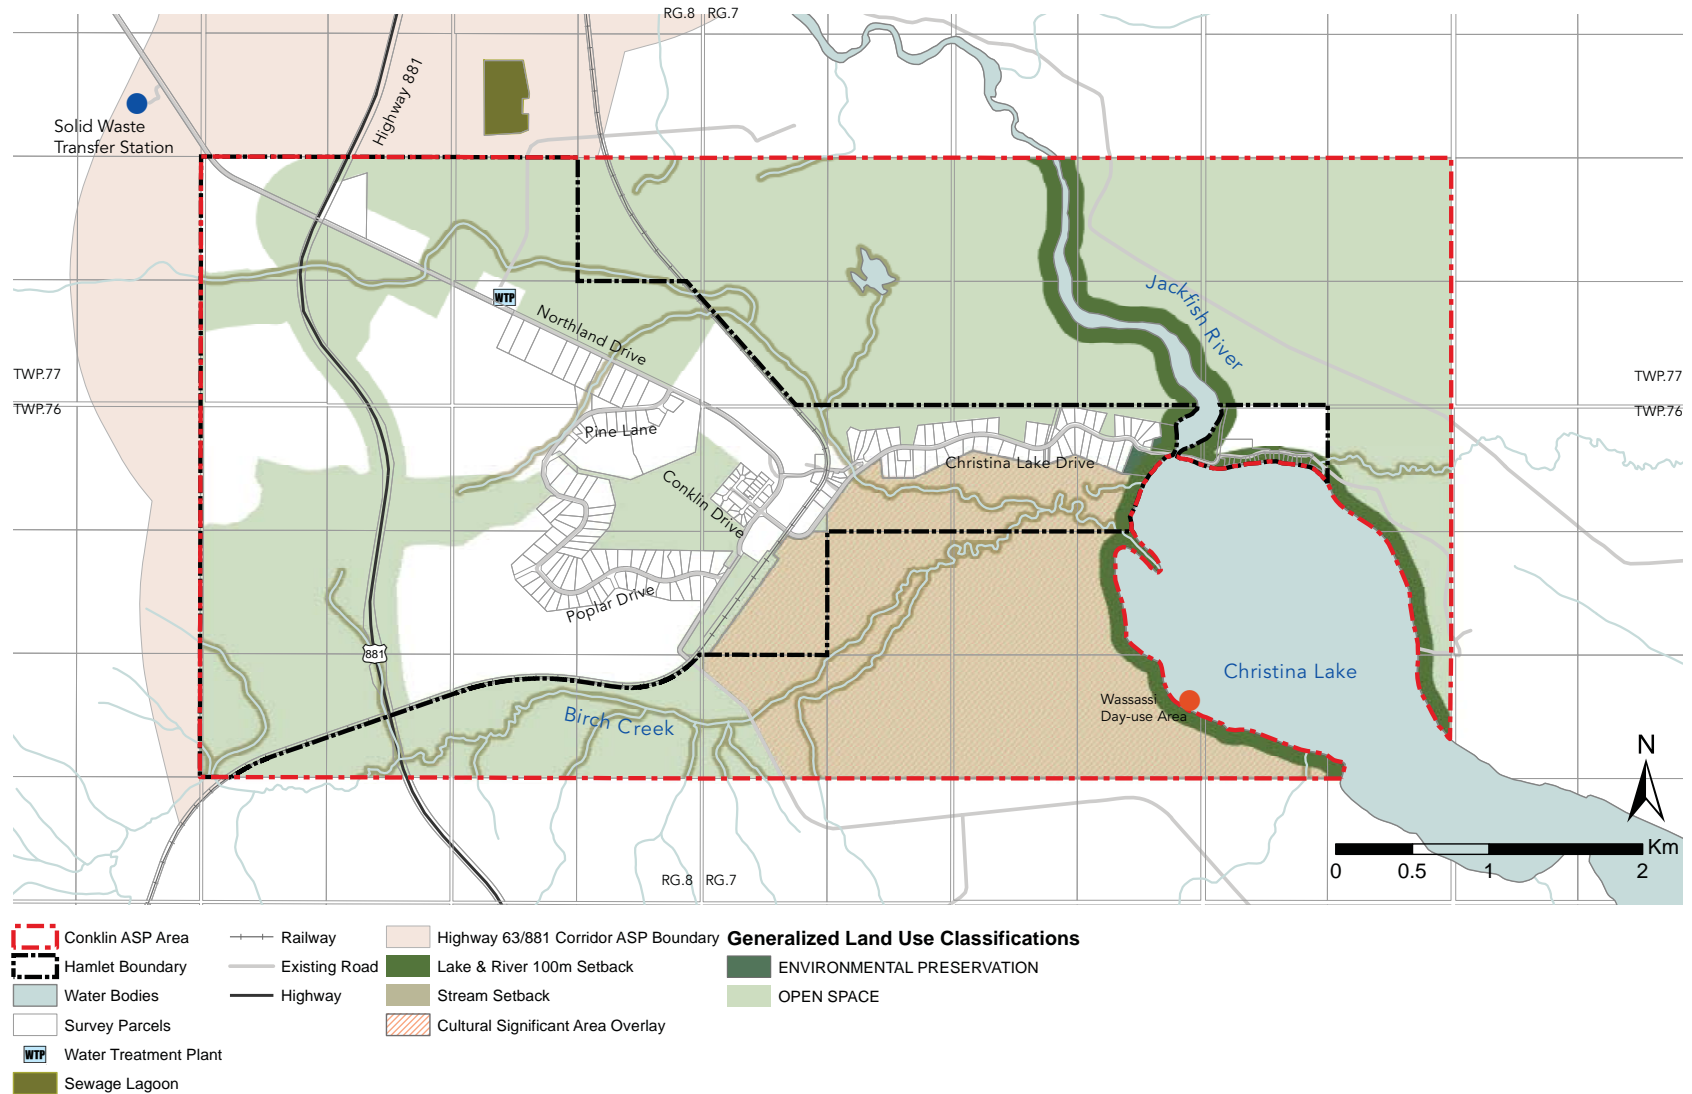 RG.8 RG.7
Highway 881
Solid Waste
Transfer Station
Jackfish River
WTP
Northland Drive
TWP.77
TWP.77
TWP.76
TWP.76
Pine Lane
Christina Lake Drive
Conklin Drive
Poplar Drive
881
Christina Lake
Wassassi
Day-use Area
Birch Creek
N
Km
0 0.5 1 2
RG.8 RG.7
Conklin ASP Area
Hamlet Boundary
Water Bodies
Survey Parcels
WTP Water Treatment Plant
Sewage Lagoon
Railway
Existing Road
Highway
Highway 63/881 Corridor ASP Boundary
Lake & River 100m Setback
Stream Setback
Cultural Significant Area Overlay
Generalized Land Use Classifications
ENVIRONMENTAL PRESERVATION
OPEN SPACE